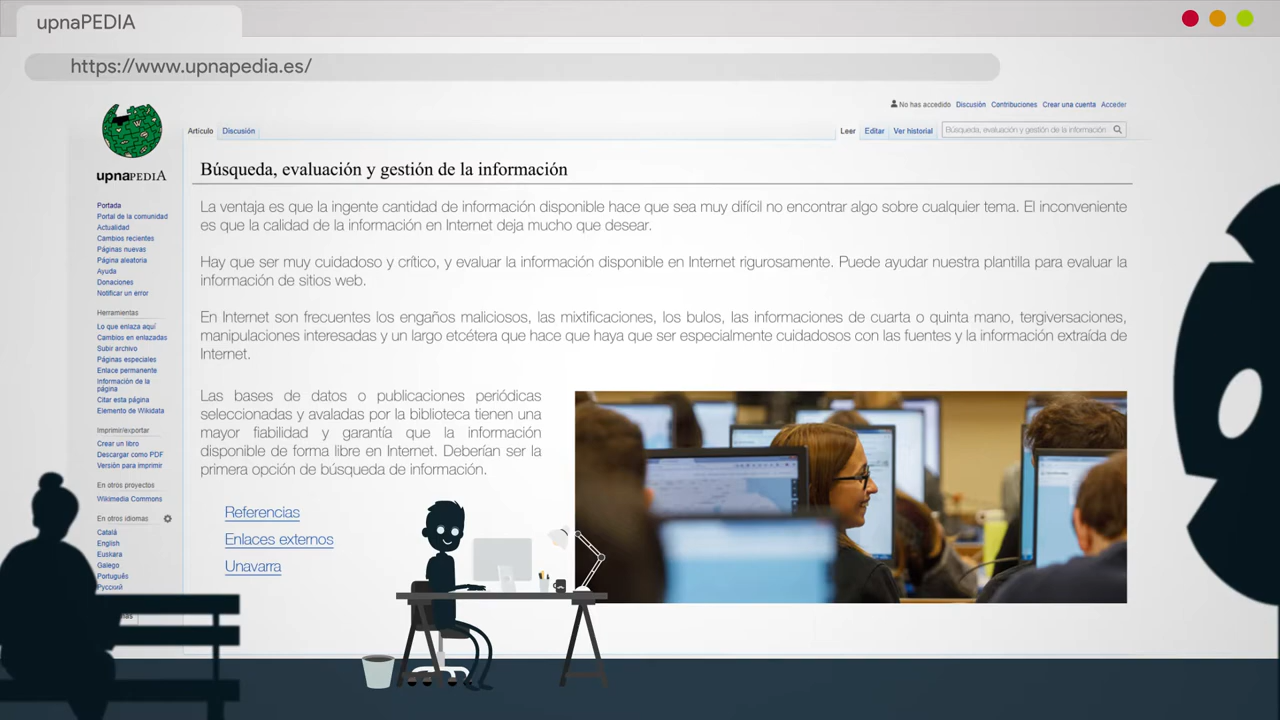 upnaPEDIA
https://www.upnapedia.es/
No has accedido Discusión Contribuciones Crear una cuenta Acceder
Artículo Discusión
Leer Editar Ver historial Búsqueda, evaluación y gestión de la información
upnaPEDIA
Portada
Portal de la comunidad
Actualidad
Cambios recientes
Páginas nuevas
Página aleatoria
Ayuda
Donaciones
Notificar un error
Herramientas
Lo que enlaza aquí
Cambios en enlazadas
Subir archivo
Páginas especiales
Enlace permanente
Información de la
página
Citar esta página
Elemento de Wikidata
Imprimir/exportar
Crear un libro
Descargar como PDF
Versión para imprimir
En otros proyectos
Wikimedia Commons
En otros idiomas
Català
English
Euskara
Galego
Português
Русский
Búsqueda, evaluación y gestión de la información
La ventaja es que la ingente cantidad de información disponible hace que sea muy difícil no encontrar algo sobre cualquier tema. El inconveniente
es que la calidad de la información en Internet deja mucho que desear.
Hay que ser muy cuidadoso y crítico, y evaluar la información disponible en Internet rigurosamente. Puede ayudar nuestra plantilla para evaluar la
información de sitios web.
En Internet son frecuentes los engaños maliciosos, las mixtificaciones, los bulos, las informaciones de cuarta o quinta mano, tergiversaciones,
manipulaciones interesadas y un largo etcétera que hace que haya que ser especialmente cuidadosos con las fuentes y la información extraída de
Internet.
Las bases de datos o publicaciones periódicas
seleccionadas y avaladas por la biblioteca tienen una
mayor fiabilidad y garantía que la información
disponible de forma libre en Internet. Deberían ser la
primera opción de búsqueda de información.
Referencias
Enlaces externos
Unavarra